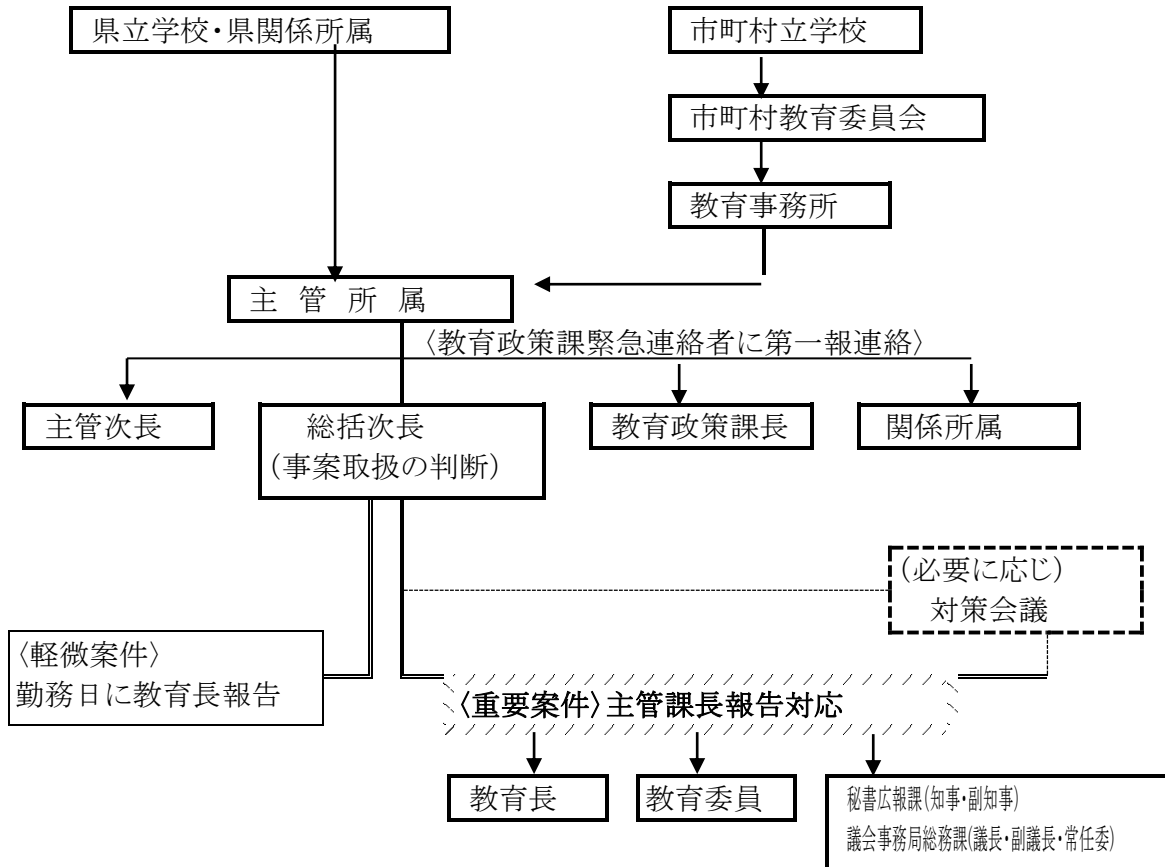 県立学校・県関係所属
市町村立学校
市町村教育委員会
教育事務所
主管所属
〈教育政策課緊急連絡者に第一報連絡〉
主管次長
総括次長
(事案取扱の判断)
教育政策課長
関係所属
(必要に応じ)
対策会議
〈軽微案件〉
勤務日に教育長報告
〈重要案件〉主管課長報告対応
教育長
教育委員
秘書広報課(知事・副知事)
議会事務局総務課(議長・副議長・常任委)